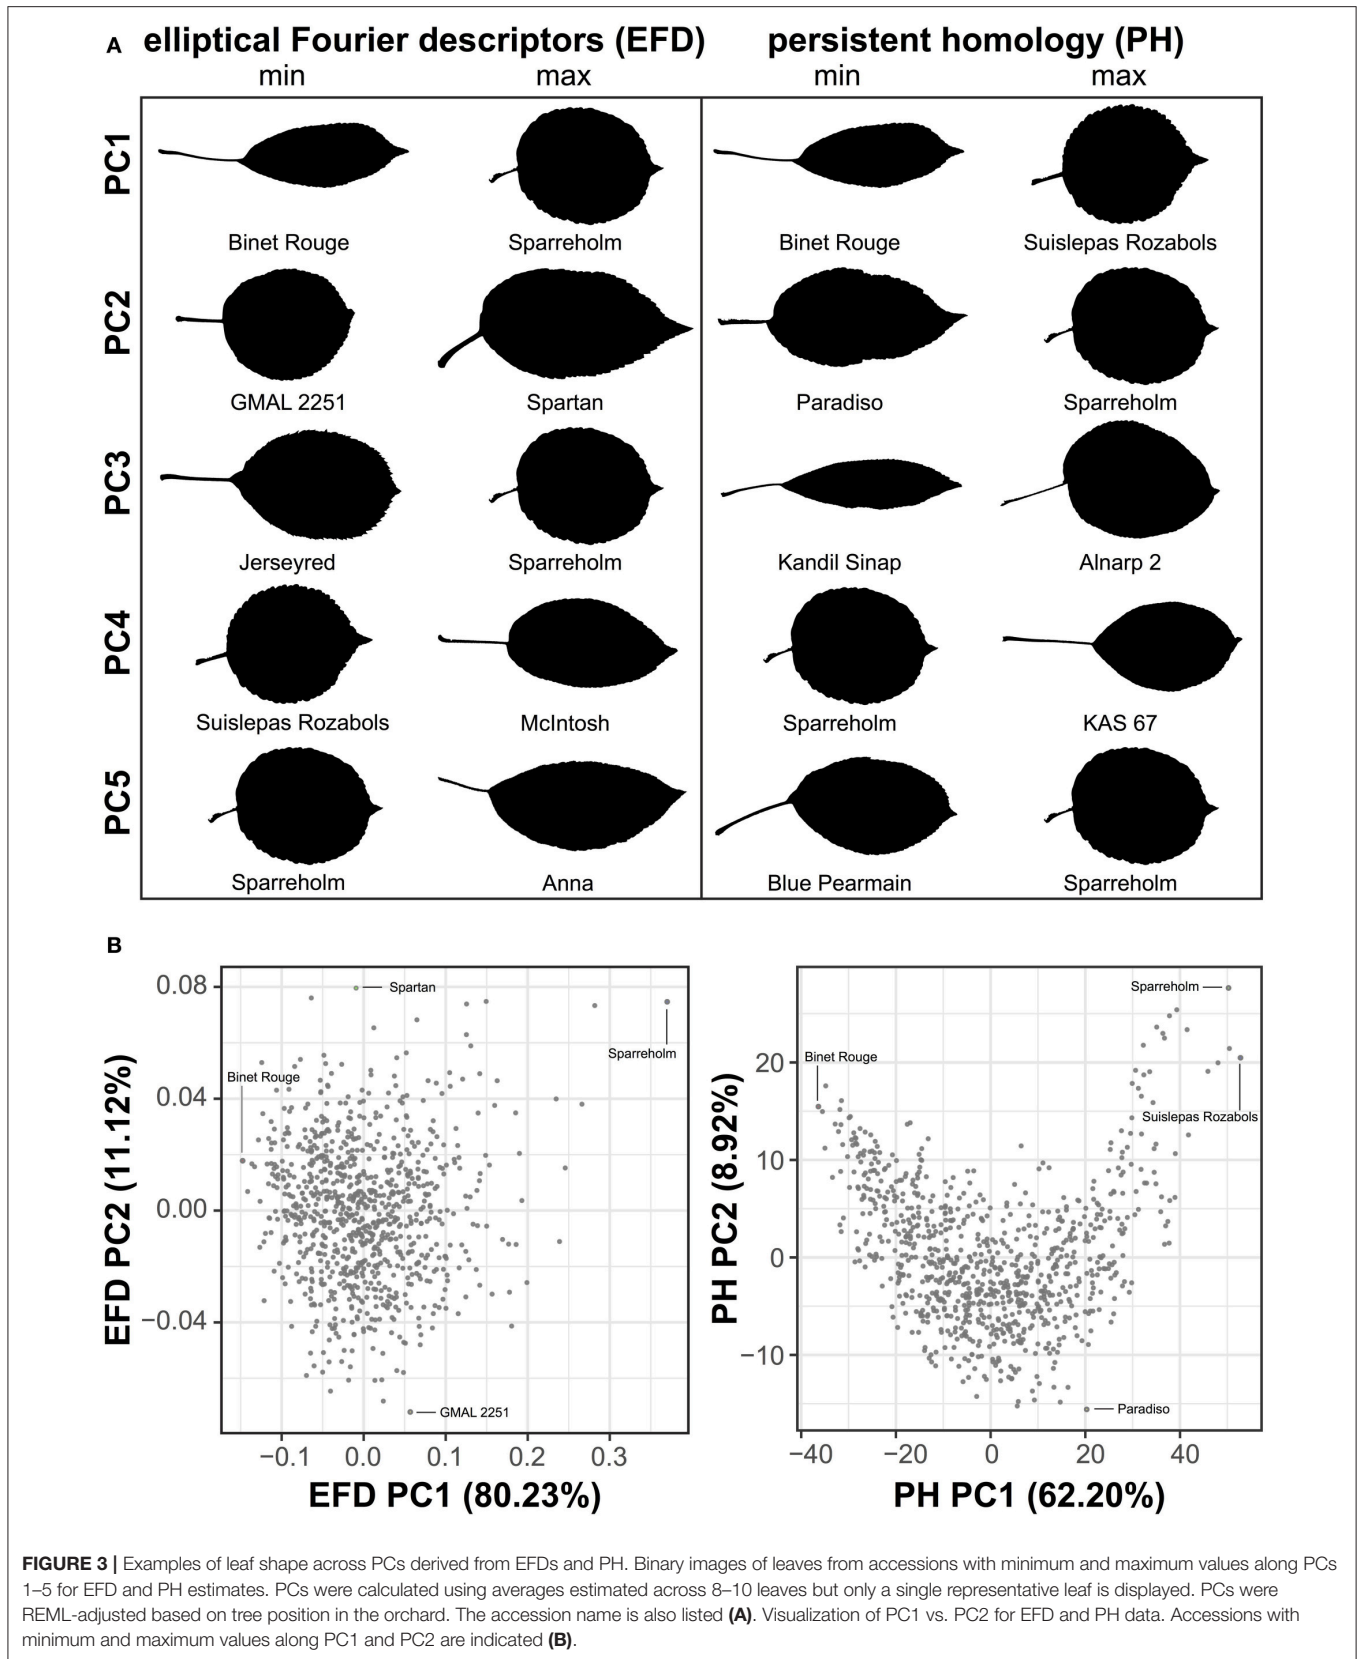 A elliptical Fourier descriptors (EFD) persistent homology (PH)
min max min max
PC1
Binet Rouge Sparreholm Binet Rouge Suislepas Rozabols
PC2
GMAL 2251 Spartan Paradiso Sparreholm
PC3
Jerseyred Sparreholm Kandil Sinap Alnarp 2
PC4
Suislepas Rozabols McIntosh Sparreholm KAS 67
PC5
Sparreholm Anna Blue Pearmain Sparreholm
B
EFD PC2 (11.12%)
0.08
0.04
0.00
−0.04
Spartan
Sparreholm
Binet Rouge
GMAL 2251
−0.1 0.0 0.1 0.2 0.3
EFD PC1 (80.23%)
PH PC2 (8.92%)
20
10
0
−10
Sparreholm
Binet Rouge
Suislepas Rozabols
Paradiso
−40 −20 0 20 40
PH PC1 (62.20%)
FIGURE 3 | Examples of leaf shape across PCs derived from EFDs and PH. Binary images of leaves from accessions with minimum and maximum values along PCs
1–5 for EFD and PH estimates. PCs were calculated using averages estimated across 8–10 leaves but only a single representative leaf is displayed. PCs were
REML-adjusted based on tree position in the orchard. The accession name is also listed (A). Visualization of PC1 vs. PC2 for EFD and PH data. Accessions with
minimum and maximum values along PC1 and PC2 are indicated (B).